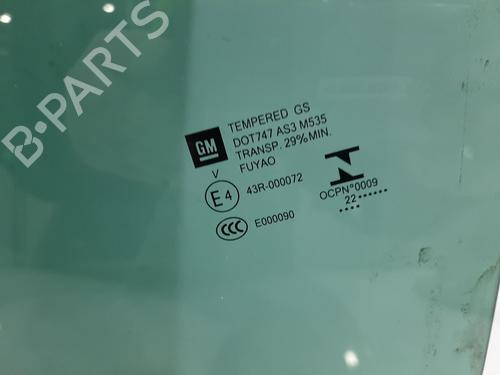 B-PARTS
TEMPERED GS
DOT747 AS3 M535
TRANSP. 29%MIN.
FUYAO
GM
V
E4 43R-000072
CCC E000090
OCPN°0009
22••••••
••••